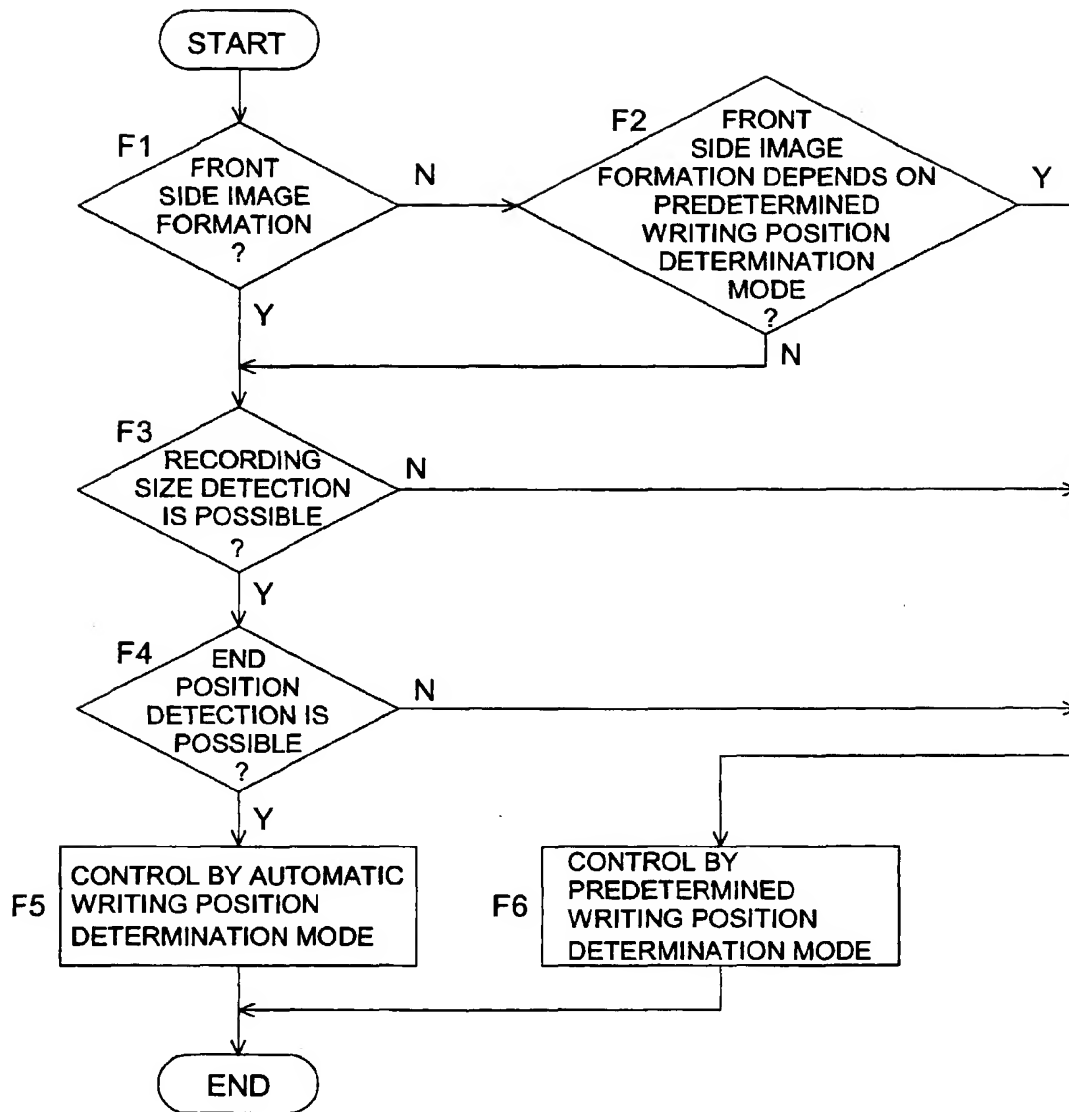 START
F1
FRONT
SIDE IMAGE
FORMATION
?
N
Y
F2
FRONT
SIDE IMAGE
FORMATION DEPENDS ON
PREDETERMINED
WRITING POSITION
DETERMINATION
MODE
?
Y
N
F3
RECORDING
SIZE DETECTION
IS POSSIBLE
?
N
Y
F4
END
POSITION
DETECTION IS
POSSIBLE
?
N
Y
F5
CONTROL BY AUTOMATIC
WRITING POSITION
DETERMINATION MODE
F6
CONTROL BY
PREDETERMINED
WRITING POSITION
DETERMINATION MODE
END